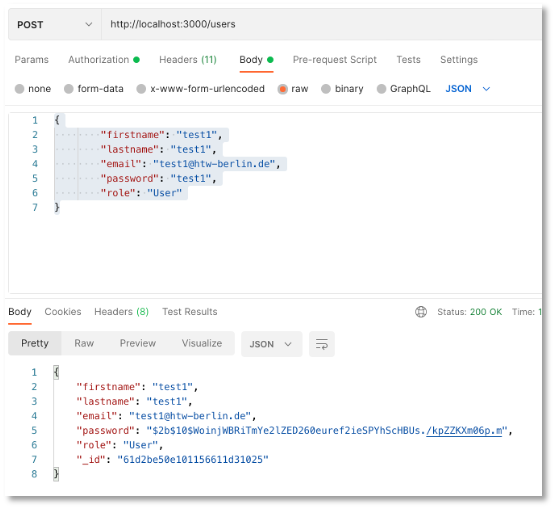 POST http://localhost:3000/users
Params Authorization Headers (11) Body Pre-request Script Tests Settings
none form-data x-www-form-urlencoded raw binary GraphQL JSON
1 {
2 "firstname": "test1",
3 "lastname": "test1",
4 "email": "test1@htw-berlin.de",
5 "password": "test1",
6 "role": "User"
7 }
Body Cookies Headers (8) Test Results Status: 200 OK Time: 1
Pretty Raw Preview Visualize JSON
1 {
2 "firstname": "test1",
3 "lastname": "test1",
4 "email": "test1@htw-berlin.de",
5 "password": "$2b$10$WoinjWBRiTmYe2lZED260euref2ieSPYhScHBUs./kpZZKXm06p.m",
6 "role": "User",
7 "_id": "61d2be50e101156611d31025"
8 }